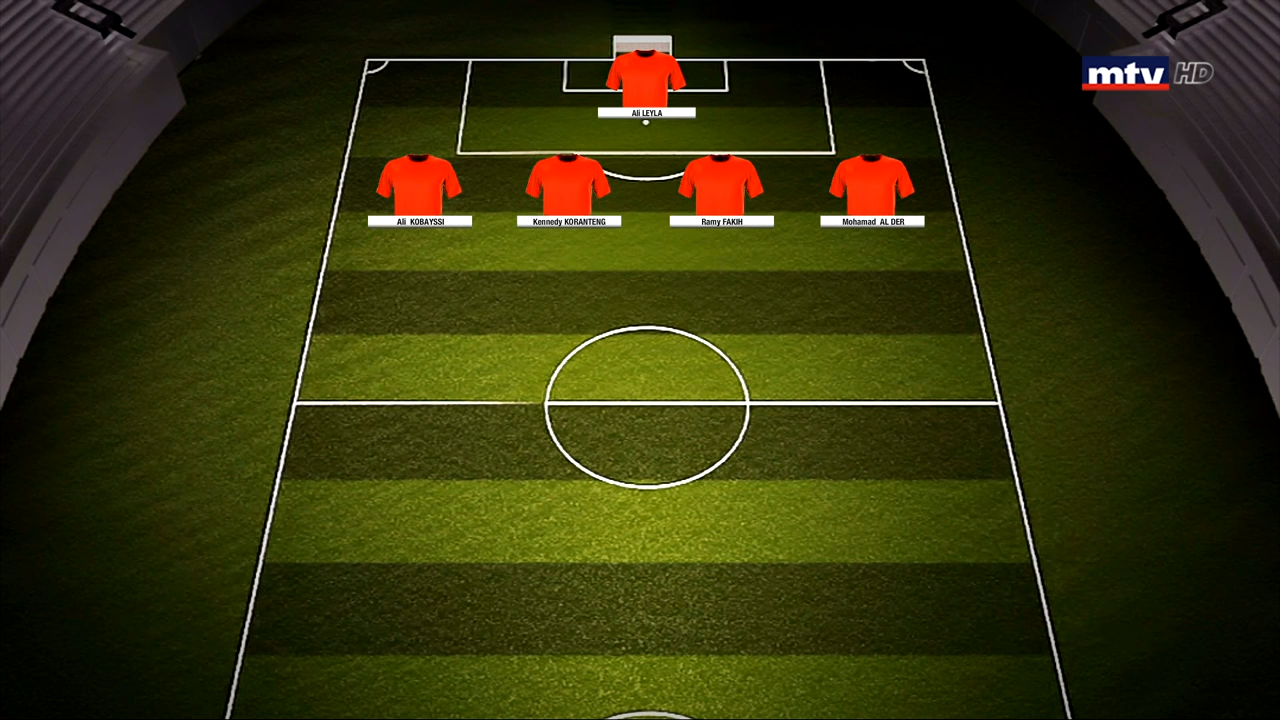 mtv HD
Ali LEYLA
Ali KOBAYSSI
Kennedy KORANTENG
Ramy FAKIH
Mohamad AL DER